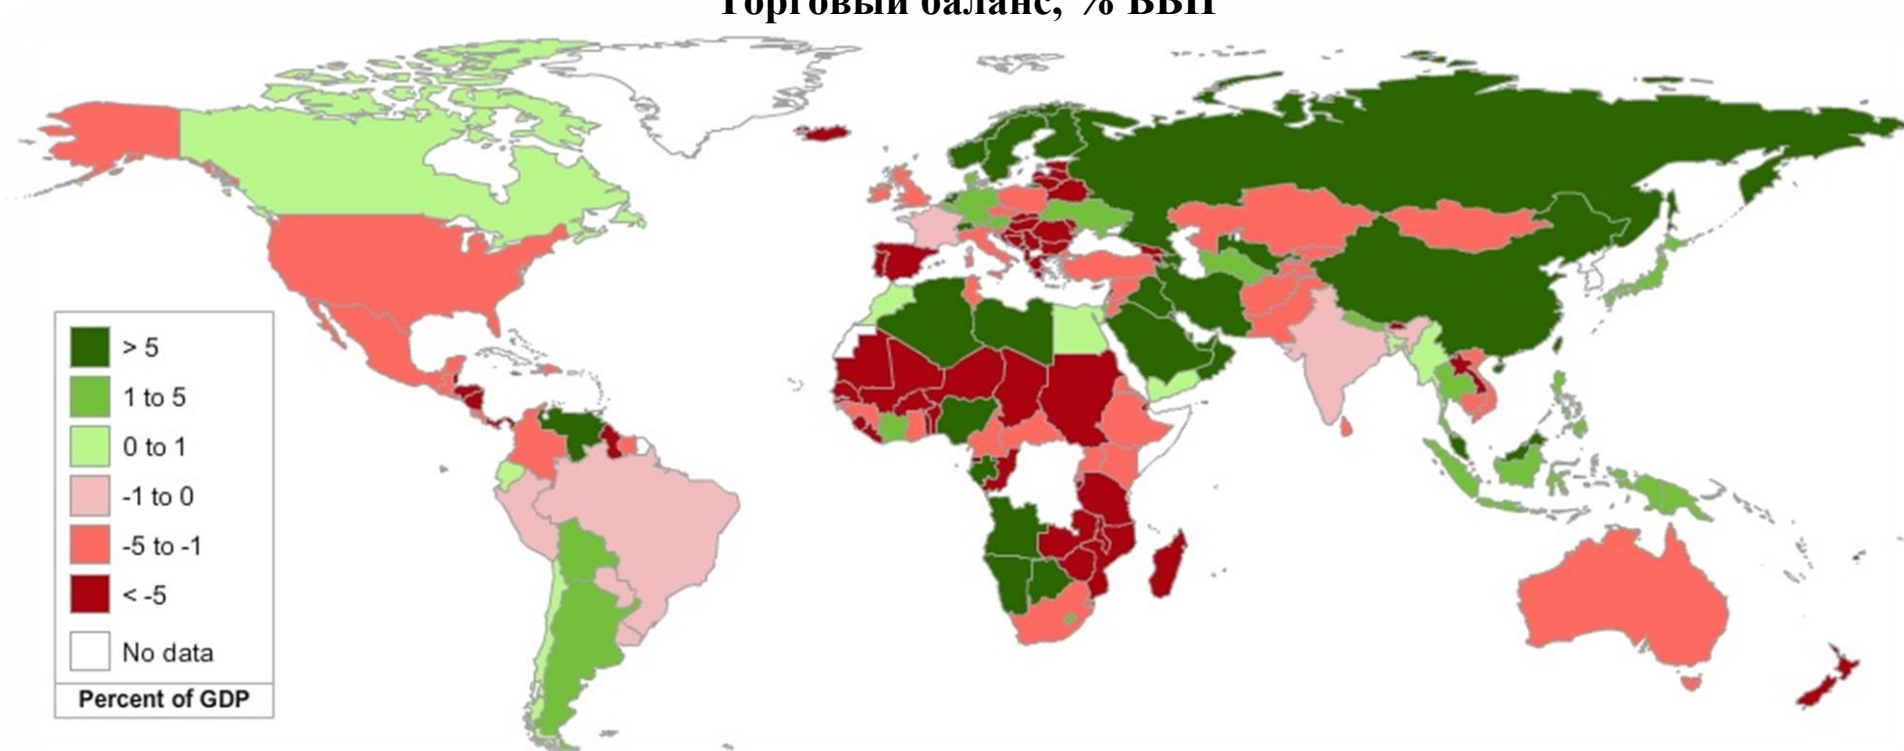 Торговый баланс, % ВВП
> 5
1 to 5
0 to 1
-1 to 0
-5 to -1
< -5
No data
Percent of GDP